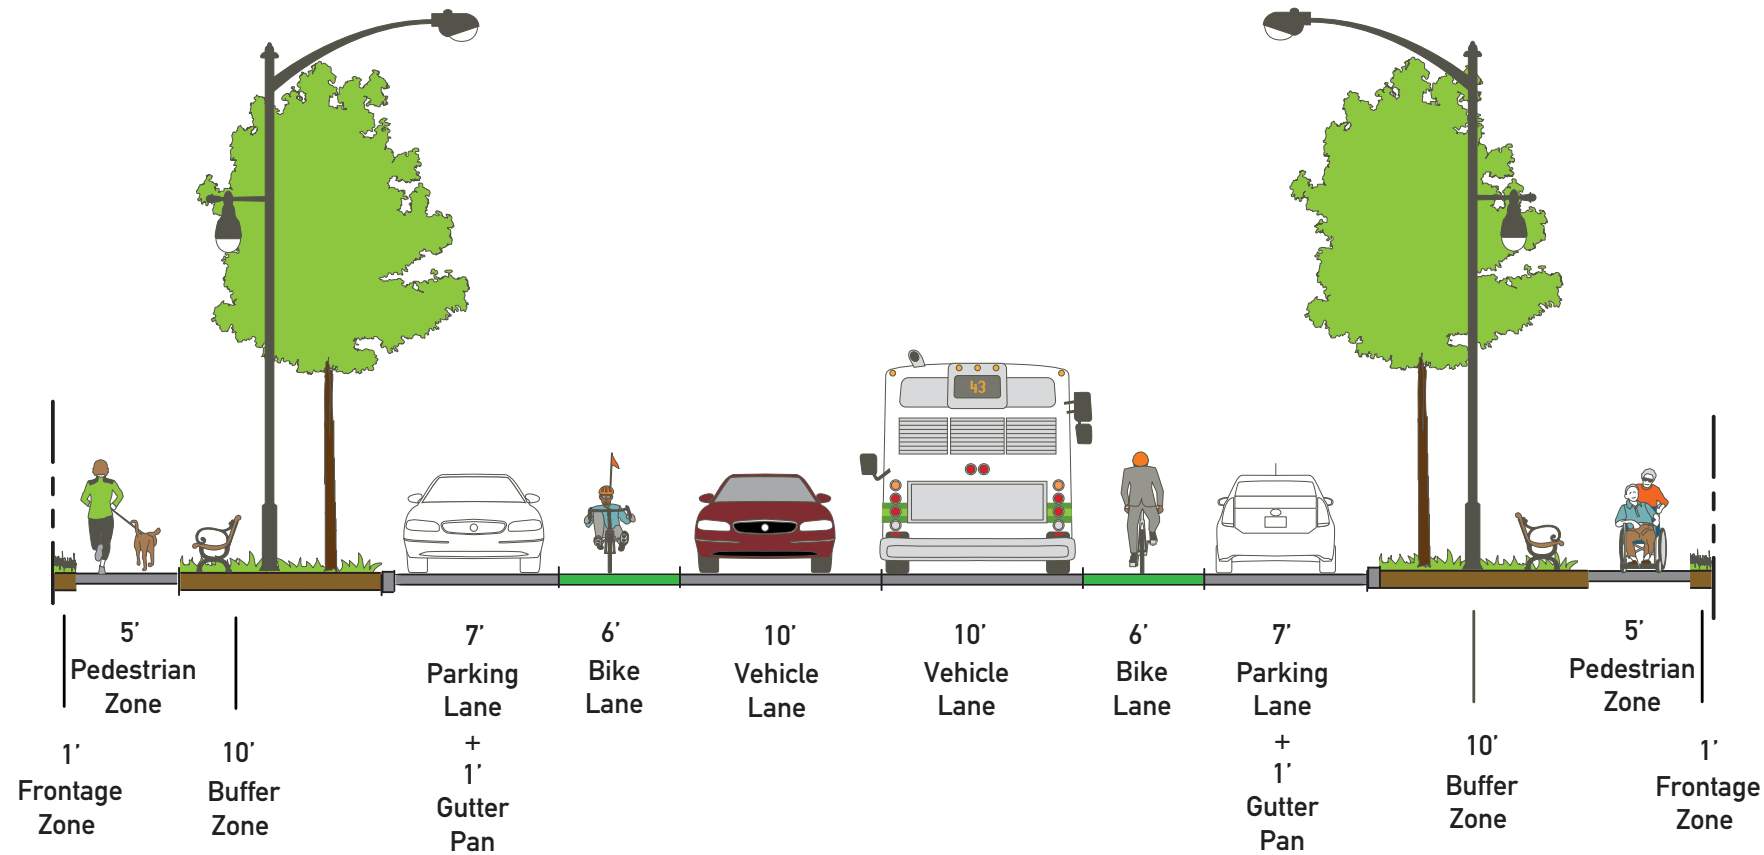 43
5’
Pedestrian
Zone
7’
Parking
Lane
+
1’
Gutter
Pan
6’
Bike
Lane
10’
Vehicle
Lane
10’
Vehicle
Lane
6’
Bike
Lane
7’
Parking
Lane
+
1’
Gutter
Pan
5’
Pedestrian
Zone
1’
Frontage
Zone
10’
Buffer
Zone
10’
Buffer
Zone
1’
Frontage
Zone